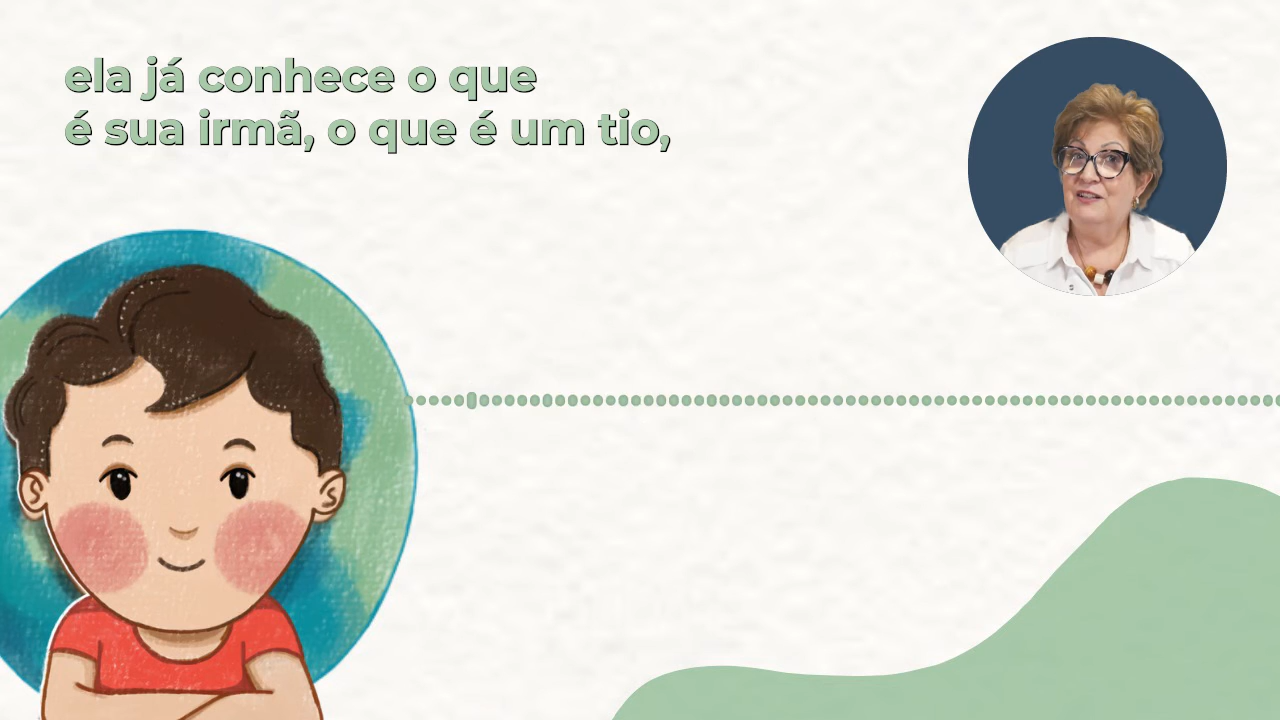 ela já conhece o que
é sua irmã, o que é um tio,